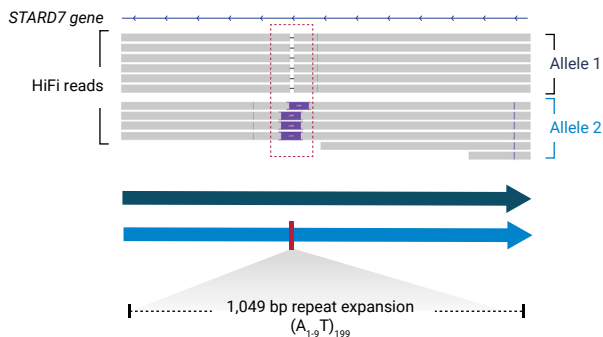 STARD7 gene
HiFi reads
Allele 1
Allele 2
1,049 bp repeat expansion
(A1-9T)199